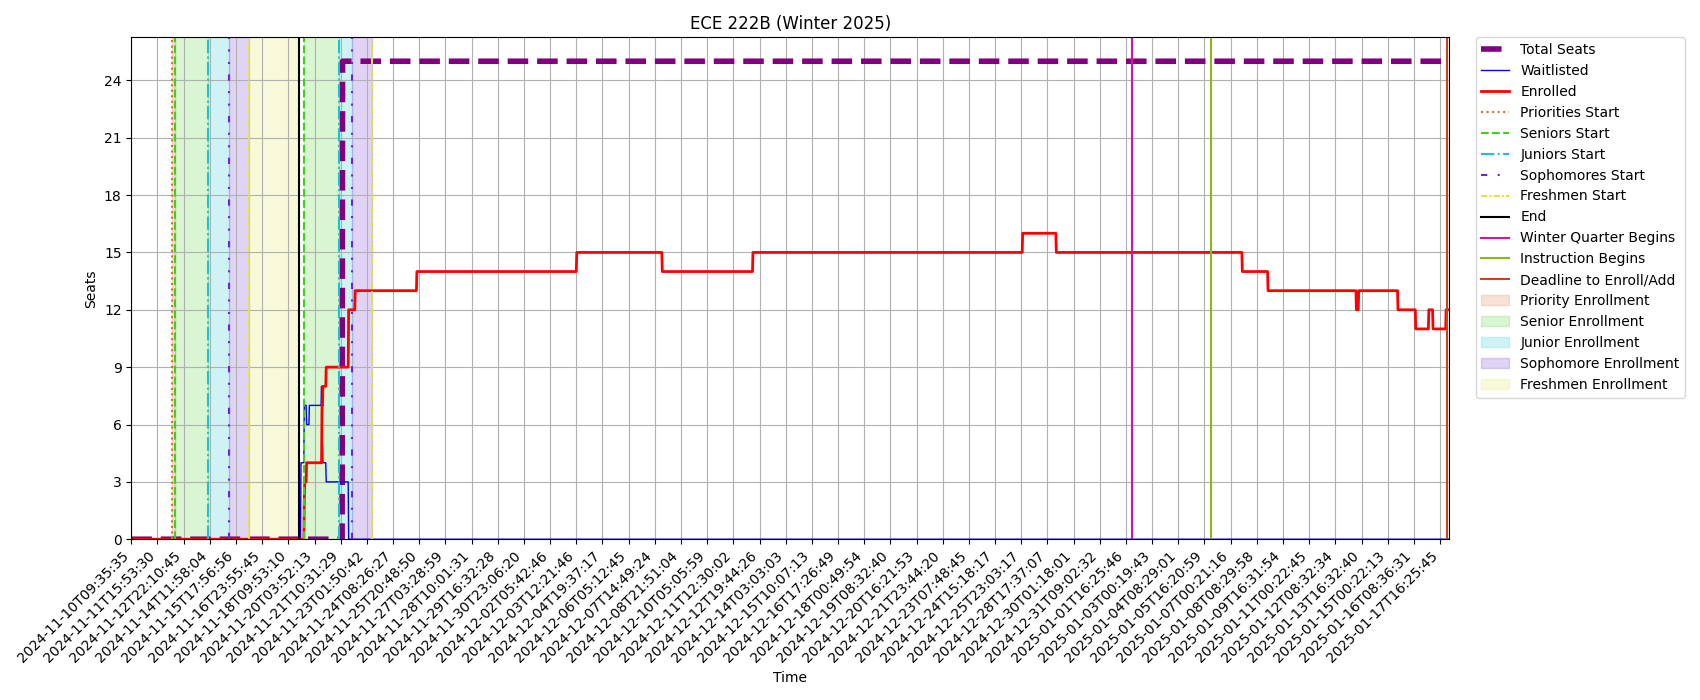 ECE 222B (Winter 2025)
Seats
24
21
18
15
12
9
6
3
0
2024-11-10T09:35:35
2024-11-11T15:53:30
2024-11-12T22:10:45
2024-11-14T11:58:04
2024-11-15T17:56:56
2024-11-16T23:55:45
2024-11-18T09:53:10
2024-11-20T03:52:13
2024-11-21T10:31:29
2024-11-23T01:50:42
2024-11-24T08:26:27
2024-11-25T20:48:50
2024-11-27T03:28:59
2024-11-28T10:01:31
2024-11-29T16:32:28
2024-11-30T23:06:20
2024-12-02T05:42:46
2024-12-03T12:21:46
2024-12-04T19:37:17
2024-12-06T05:12:45
2024-12-07T14:49:24
2024-12-08T21:51:04
2024-12-10T05:05:59
2024-12-11T12:30:02
2024-12-12T19:44:26
2024-12-14T03:03:03
2024-12-15T10:07:13
2024-12-16T17:26:49
2024-12-18T00:49:54
2024-12-19T08:32:40
2024-12-20T16:21:53
2024-12-21T23:44:20
2024-12-23T07:48:45
2024-12-24T15:18:17
2024-12-25T23:03:17
2024-12-28T17:37:07
2024-12-30T01:18:01
2024-12-31T09:02:32
2025-01-01T16:25:46
2025-01-03T00:19:43
2025-01-04T08:29:01
2025-01-05T16:20:59
2025-01-07T00:21:16
2025-01-08T08:29:58
2025-01-09T16:31:54
2025-01-11T00:22:45
2025-01-12T08:32:34
2025-01-13T16:32:40
2025-01-15T00:22:13
2025-01-16T08:36:31
2025-01-17T16:25:45
Time
Total Seats
Waitlisted
Enrolled
Priorities Start
Seniors Start
Juniors Start
Sophomores Start
Freshmen Start
End
Winter Quarter Begins
Instruction Begins
Deadline to Enroll/Add
Priority Enrollment
Senior Enrollment
Junior Enrollment
Sophomore Enrollment
Freshmen Enrollment